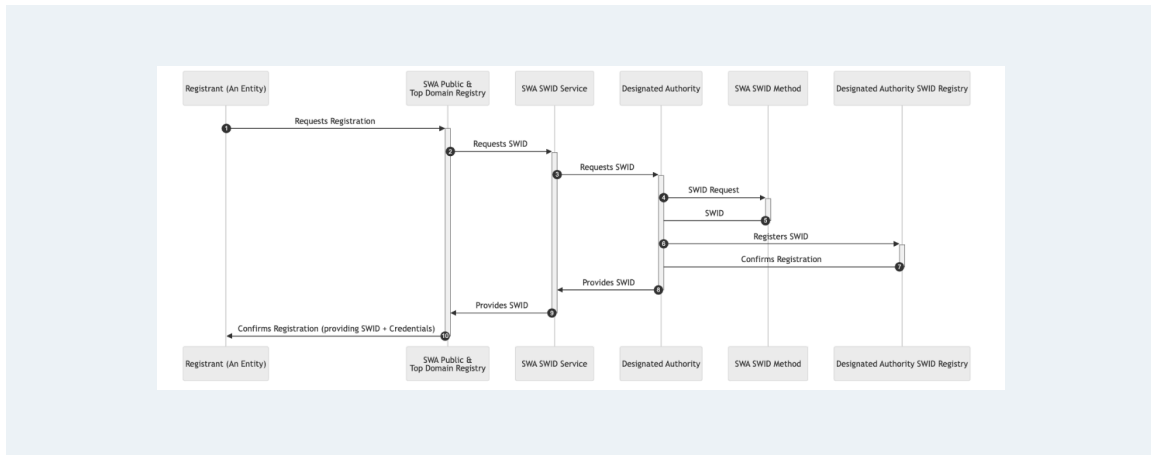 Registrant (An Entity)
SWA Public &
Top Domain Registry
SWA SWID Service
Designated Authority
SWA SWID Method
Designated Authority SWID Registry
1
Requests Registration
2
Requests SWID
3
Requests SWID
4
SWID Request
SWID
5
6
Registers SWID
Confirms Registration
7
Provides SWID
8
Provides SWID
9
Confirms Registration (providing SWID + Credentials)
10
Registrant (An Entity)
SWA Public &
Top Domain Registry
SWA SWID Service
Designated Authority
SWA SWID Method
Designated Authority SWID Registry